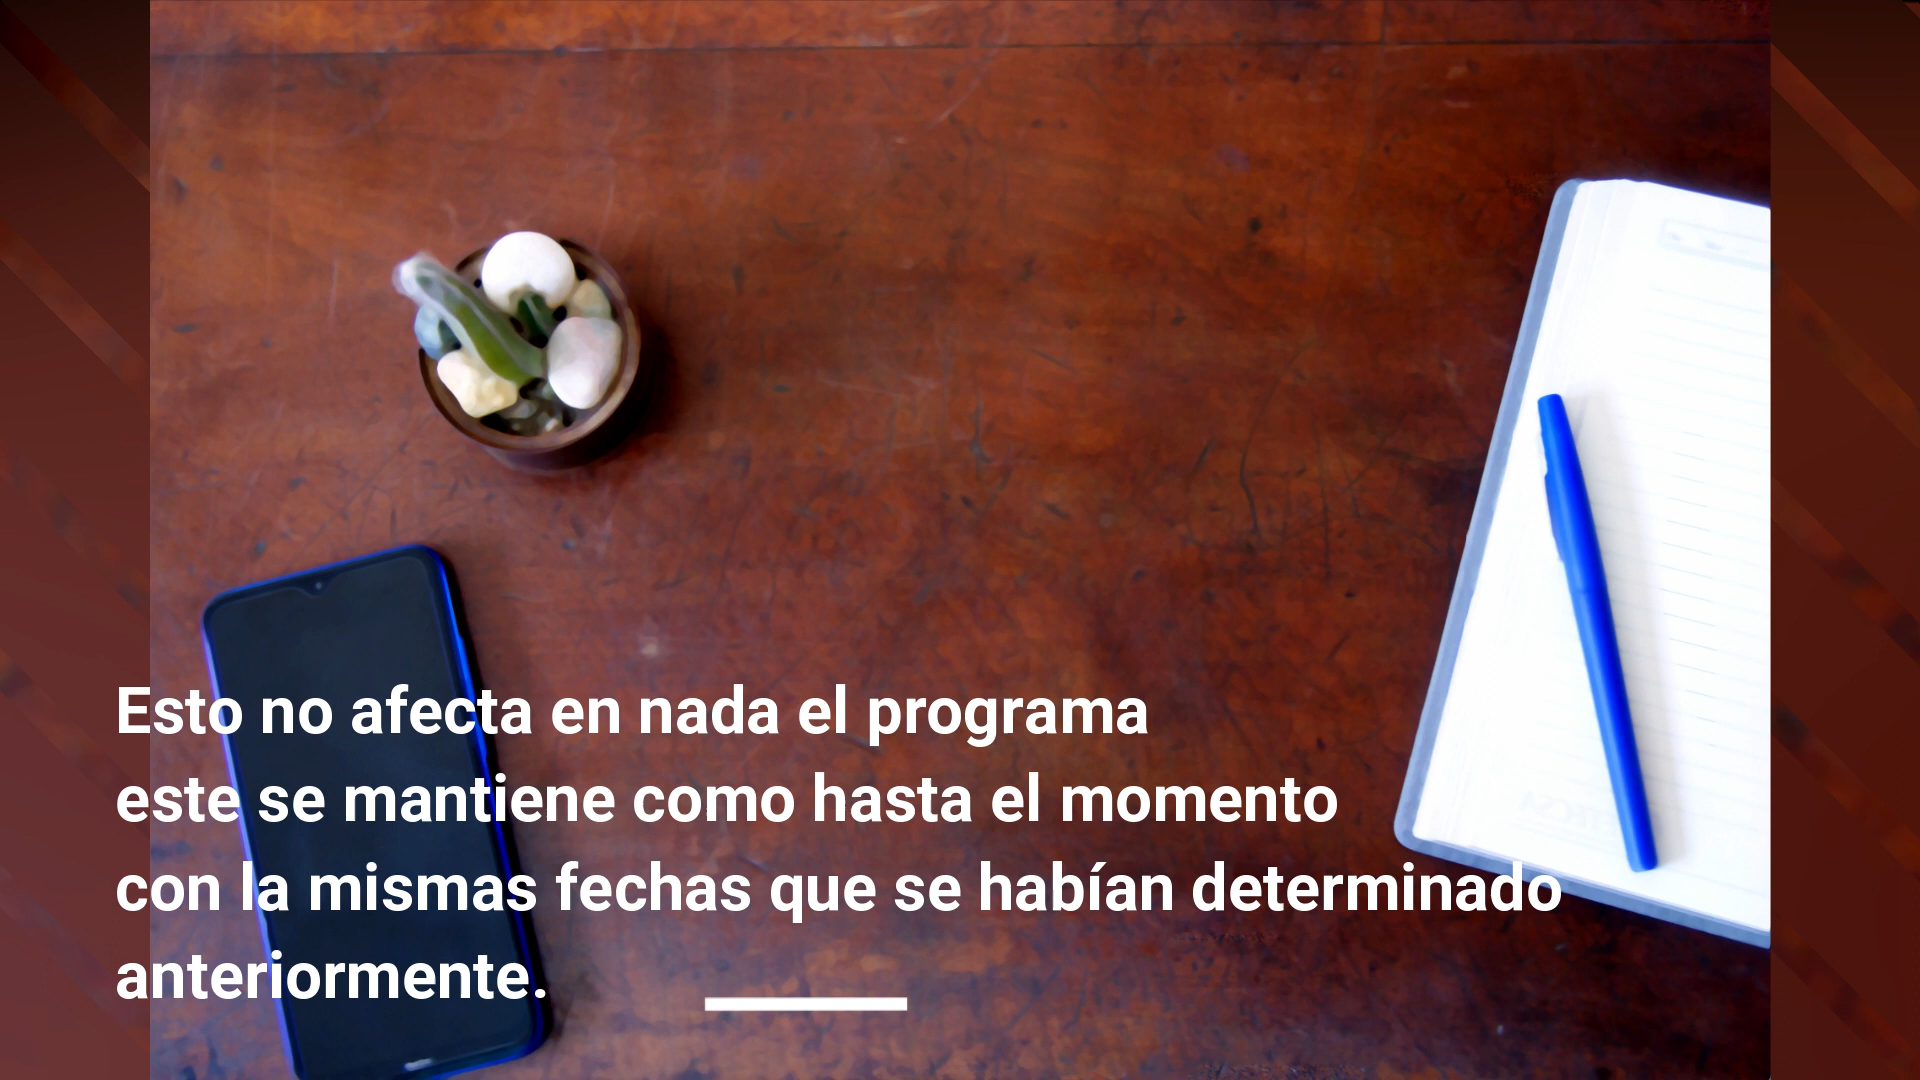 Esto no afecta en nada el programa
este se mantiene como hasta el momento
con la mismas fechas que se habían determinado
anteriormente.